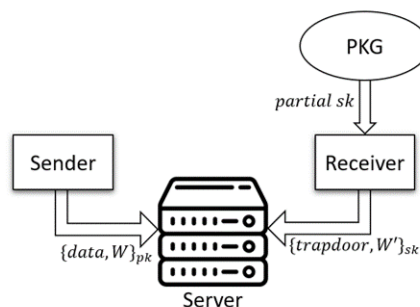 PKG
partial sk
Sender
Receiver
{data, W}pk
{trapdoor, W′}sk
Server